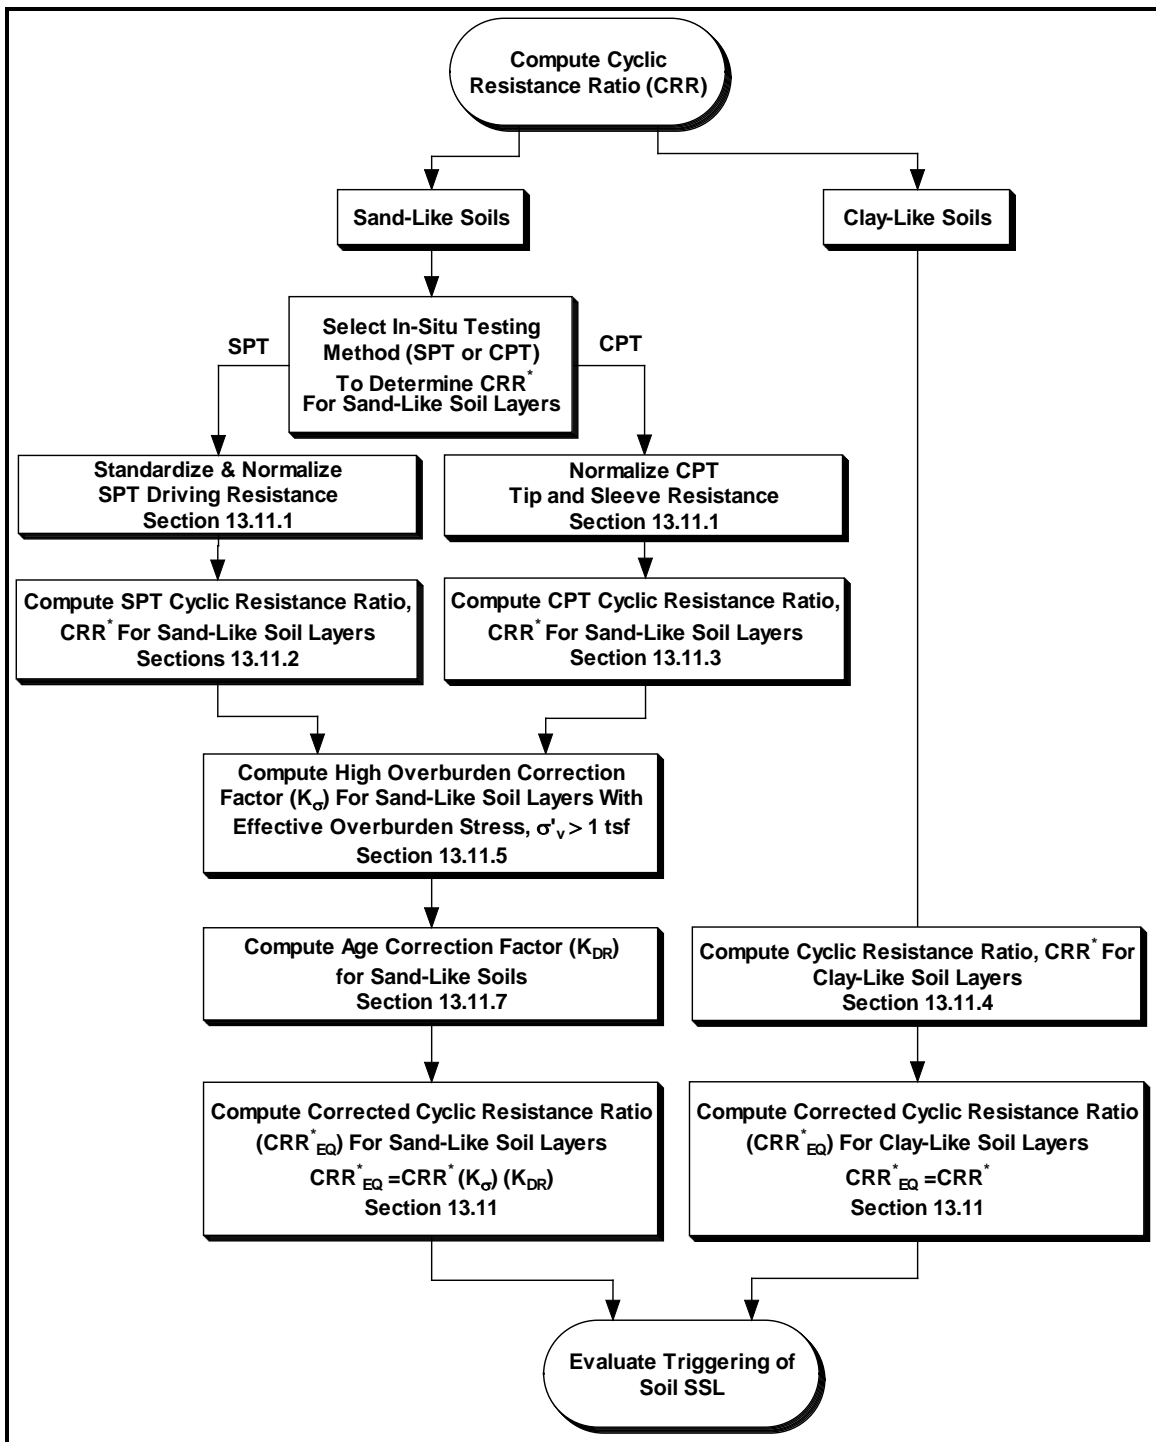 Compute Cyclic
Resistance Ratio (CRR)
Sand-Like Soils
Clay-Like Soils
Select In-Situ Testing
Method (SPT or CPT)
To Determine CRR*
For Sand-Like Soil Layers
SPT
CPT
Standardize & Normalize
SPT Driving Resistance
Section 13.11.1
Normalize CPT
Tip and Sleeve Resistance
Section 13.11.1
Compute SPT Cyclic Resistance Ratio,
CRR* For Sand-Like Soil Layers
Sections 13.11.2
Compute CPT Cyclic Resistance Ratio,
CRR* For Sand-Like Soil Layers
Section 13.11.3
Compute High Overburden Correction
Factor (Kσ) For Sand-Like Soil Layers With
Effective Overburden Stress, σ'v > 1 tsf
Section 13.11.5
Compute Age Correction Factor (KDR)
for Sand-Like Soils
Section 13.11.7
Compute Cyclic Resistance Ratio, CRR* For
Clay-Like Soil Layers
Section 13.11.4
Compute Corrected Cyclic Resistance Ratio
(CRR*EQ) For Sand-Like Soil Layers
CRR*EQ =CRR* (Kσ) (KDR)
Section 13.11
Compute Corrected Cyclic Resistance Ratio
(CRR*EQ) For Clay-Like Soil Layers
CRR*EQ =CRR*
Section 13.11
Evaluate Triggering of
Soil SSL